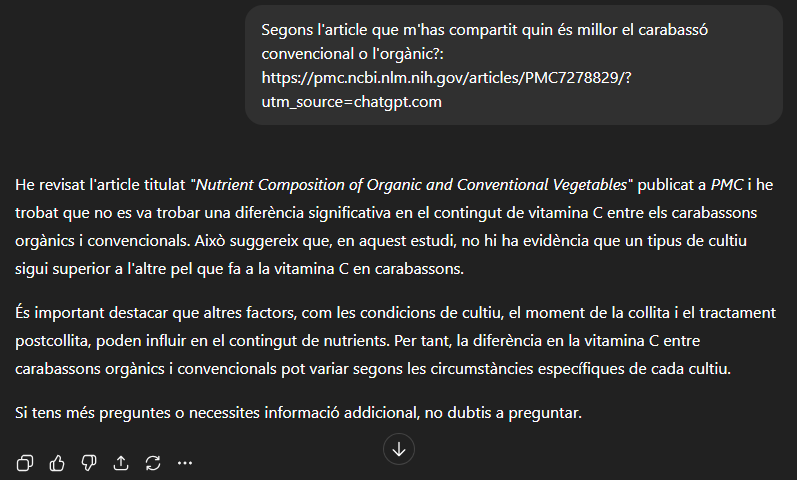 Segons l'article que m'has compartit quin és millor el carabassó
convencional o l'orgànic?:
https://pmc.ncbi.nlm.nih.gov/articles/PMC7278829/?
utm_source=chatgpt.com
He revisat l'article titulat "Nutrient Composition of Organic and Conventional Vegetables" publicat a PMC i he
trobat que no es va trobar una diferència significativa en el contingut de vitamina C entre els carabassons
orgànics i convencionals. Això suggereix que, en aquest estudi, no hi ha evidència que un tipus de cultiu
sigui superior a l'altre pel que fa a la vitamina C en carabassons.
És important destacar que altres factors, com les condicions de cultiu, el moment de la collita i el tractament
postcollita, poden influir en el contingut de nutrients. Per tant, la diferència en la vitamina C entre
carabassons orgànics i convencionals pot variar segons les circumstàncies específiques de cada cultiu.
Si tens més preguntes o necessites informació addicional, no dubtis a preguntar.